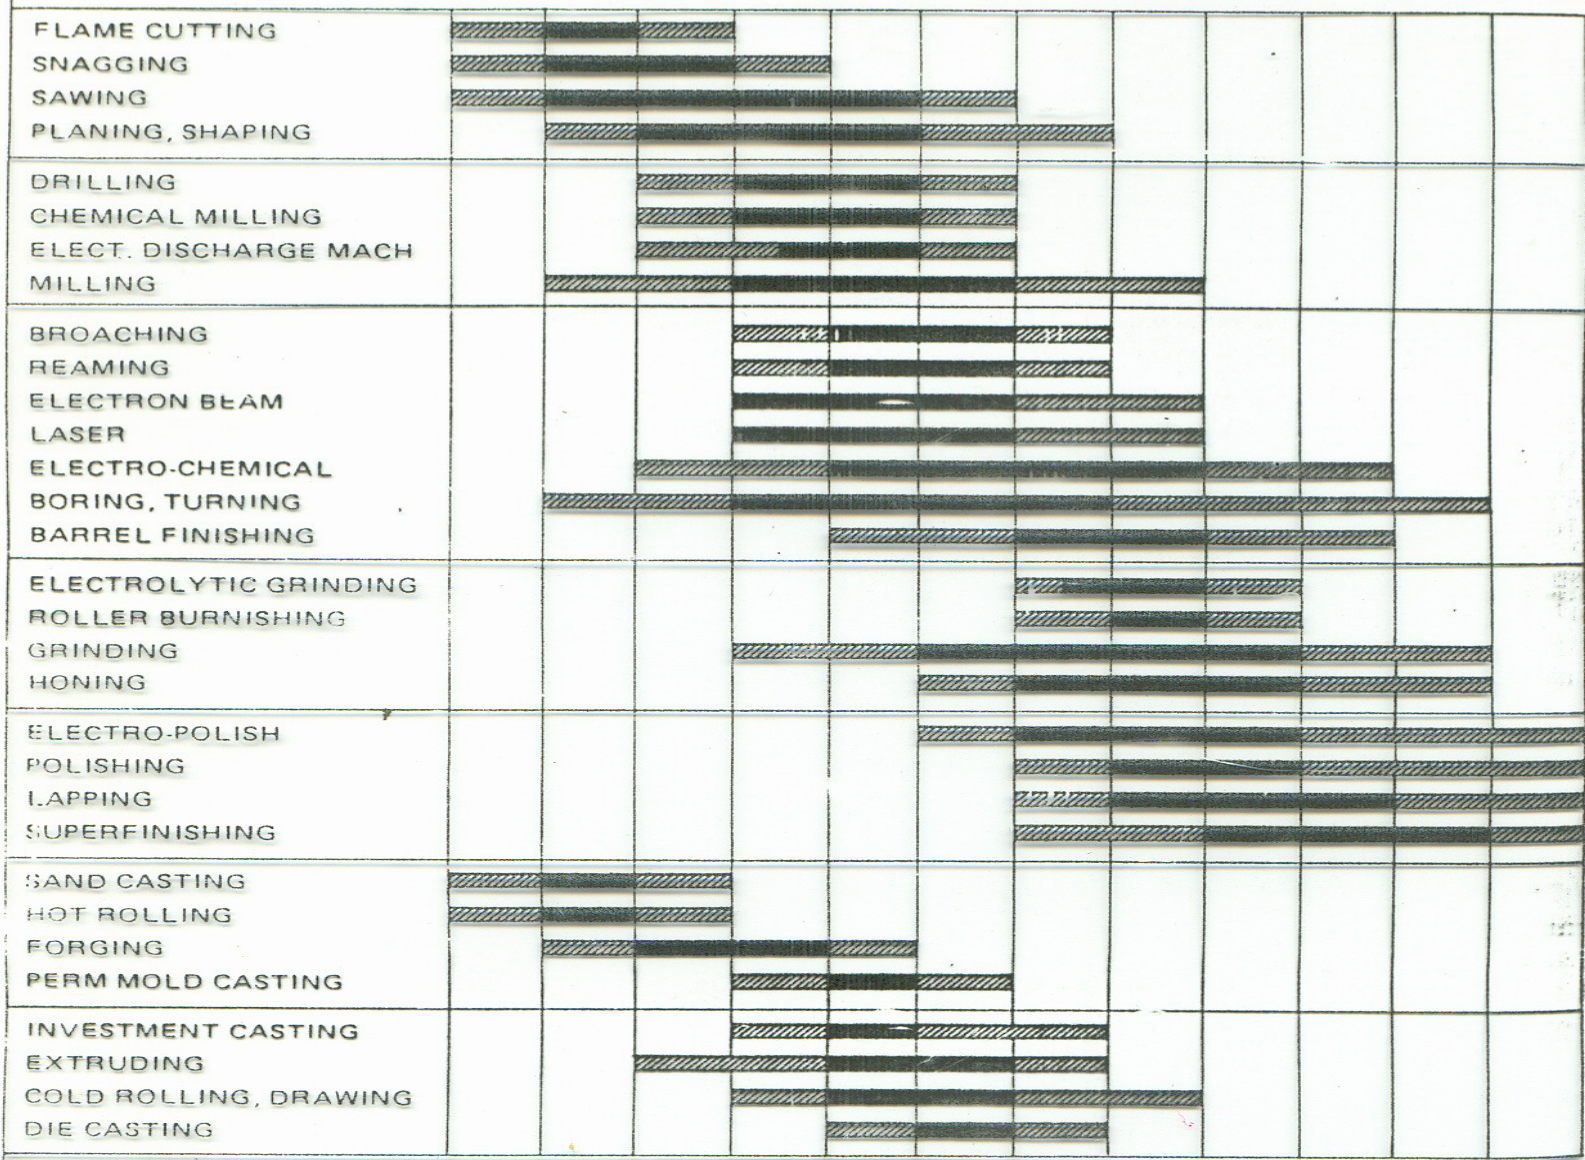 FLAME CUTTING
SNAGGING
SAWING
PLANING, SHAPING
DRILLING
CHEMICAL MILLING
ELECT. DISCHARGE MACH
MILLING
BROACHING
REAMING
ELECTRON BEAM
LASER
ELECTRO-CHEMICAL
BORING, TURNING
BARREL FINISHING
ELECTROLYTIC GRINDING
ROLLER BURNISHING
GRINDING
HONING
ELECTRO-POLISH
POLISHING
LAPPING
SUPERFINISHING
SAND CASTING
HOT ROLLING
FORGING
PERM MOLD CASTING
INVESTMENT CASTING
EXTRUDING
COLD ROLLING, DRAWING
DIE CASTING